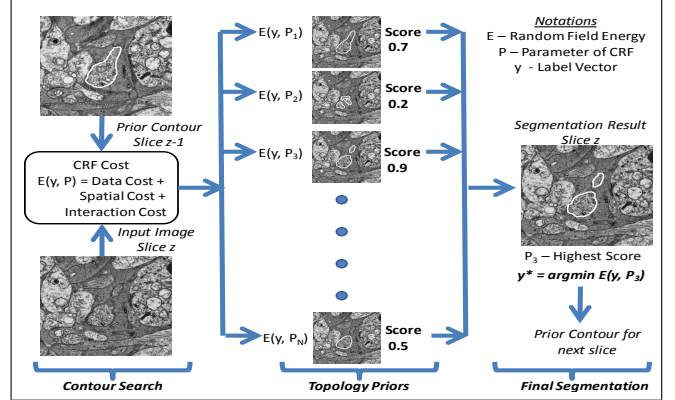 Prior Contour
Slice z-1
CRF Cost
E(y, P) = Data Cost +
Spatial Cost +
Interaction Cost
Input Image
Slice z
Contour Search
E(y, P₁)
Score
0.7
E(y, P₂)
Score
0.2
E(y, P₃)
Score
0.9
E(y, Pɴ)
Score
0.5
Topology Priors
Notations
E – Random Field Energy
P – Parameter of CRF
y - Label Vector
Segmentation Result
Slice z
P₃ – Highest Score
y* = argmin E(y, P₃)
Prior Contour for
next slice
Final Segmentation